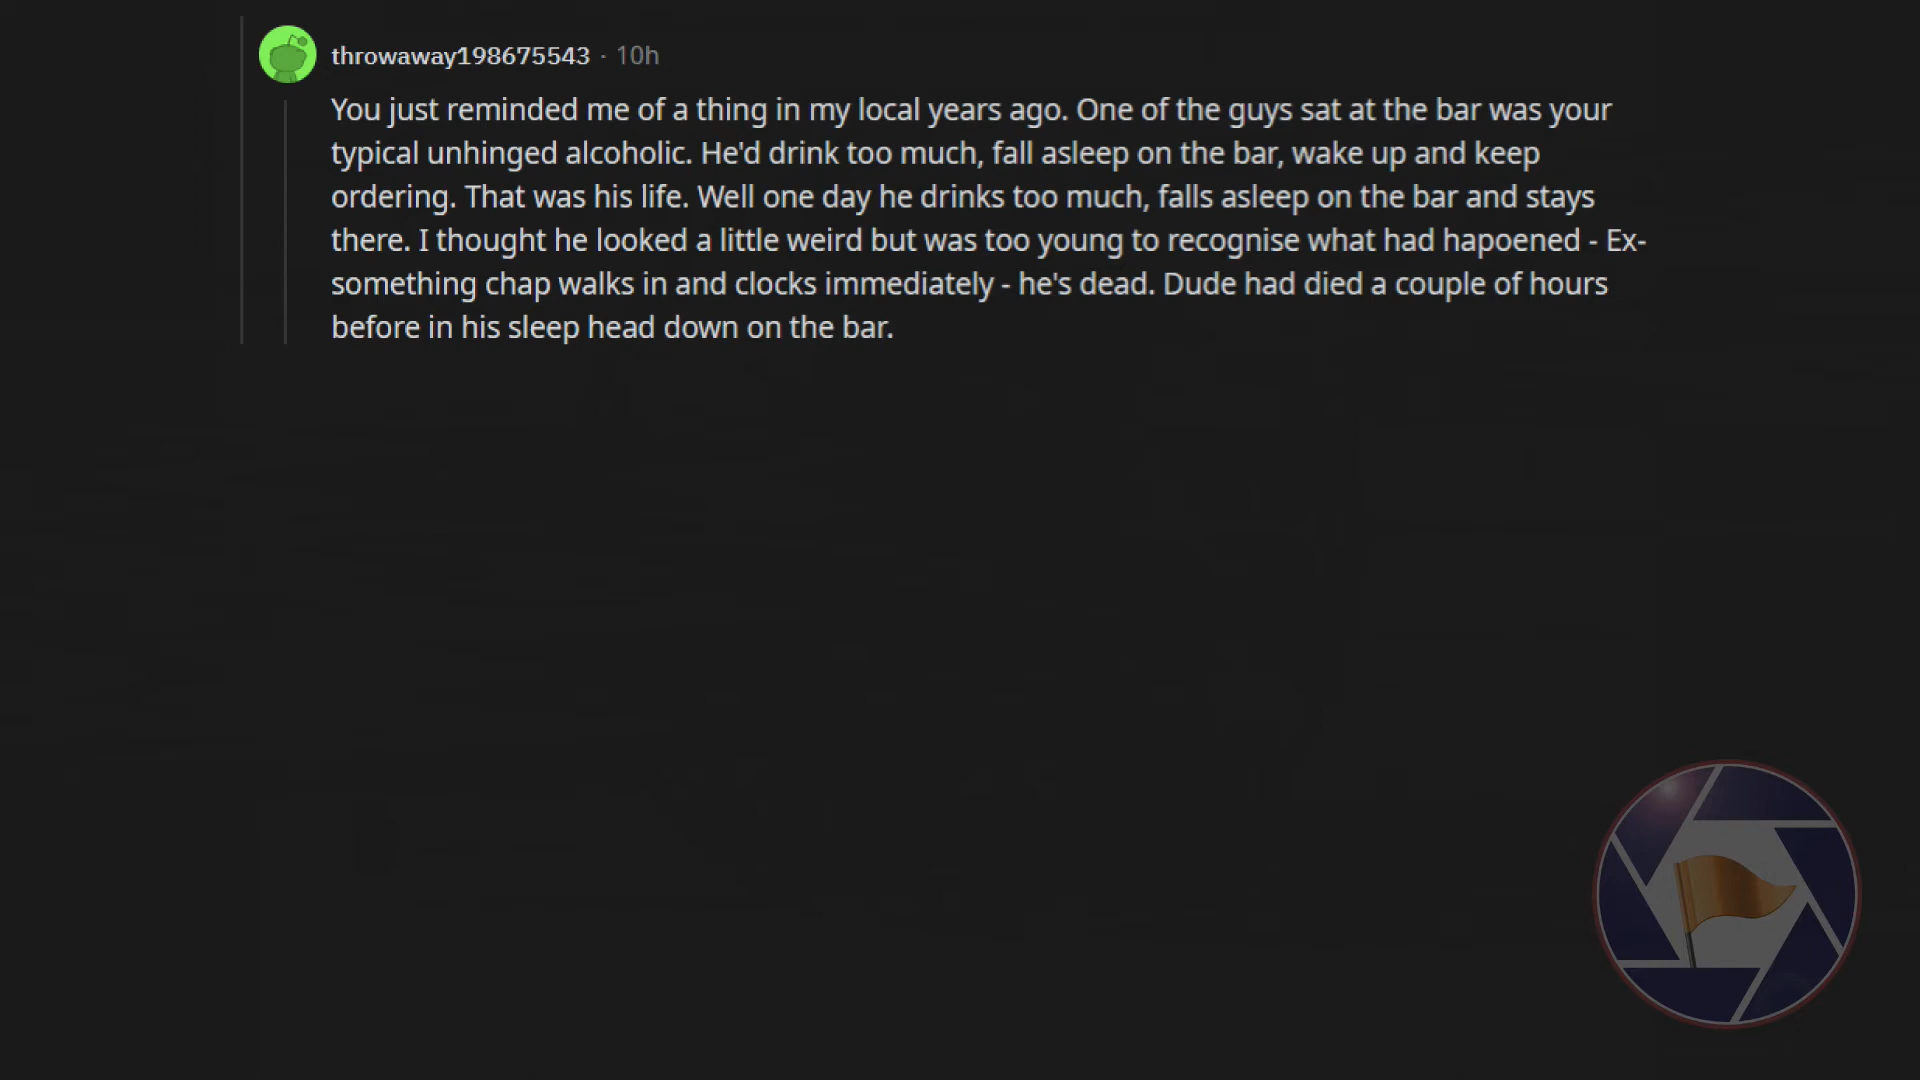 throwaway198675543 · 10h
You just reminded me of a thing in my local years ago. One of the guys sat at the bar was your
typical unhinged alcoholic. He'd drink too much, fall asleep on the bar, wake up and keep
ordering. That was his life. Well one day he drinks too much, falls asleep on the bar and stays
there. I thought he looked a little weird but was too young to recognise what had hapoened - Ex-
something chap walks in and clocks immediately - he's dead. Dude had died a couple of hours
before in his sleep head down on the bar.